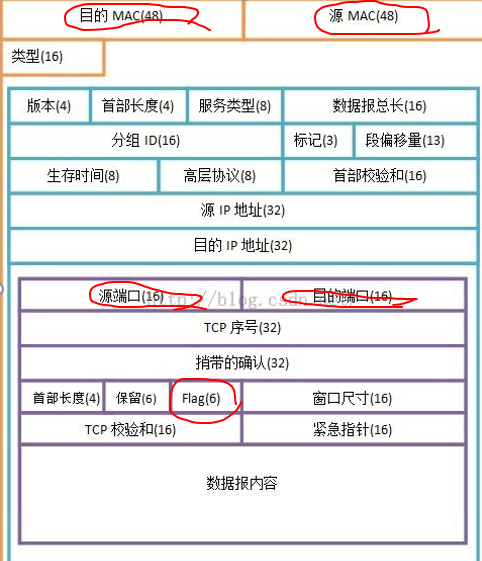 目的 MAC(48) 源 MAC(48)
类型(16)
版本(4) 首部长度(4) 服务类型(8) 数据报总长(16)
分组 ID(16) 标记(3) 段偏移量(13)
生存时间(8) 高层协议(8) 首部校验和(16)
源 IP 地址(32)
目的 IP 地址(32)
源端口(16) 目的端口(16)
http://blog.csdn.net/
TCP 序号(32)
捎带的确认(32)
首部长度(4) 保留(6) Flag(6) 窗口尺寸(16)
TCP 校验和(16) 紧急指针(16)
数据报内容